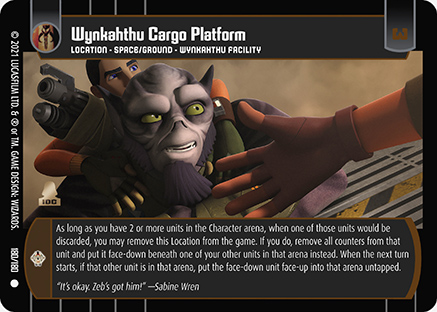 Wynkahthu Cargo Platform
LOCATION - SPACE/GROUND - WYNKAHTHU FACILITY
© 2021 LUCASFILM LTD. & ® or TM. GAME DESIGN: WIZARDS.
100
As long as you have 2 or more units in the Character arena, when one of those units would be
discarded, you may remove this Location from the game. If you do, remove all counters from that
unit and put it face-down beneath one of your other units in that arena instead. When the next turn
starts, if that other unit is in that arena, put the face-down unit face-up into that arena untapped.
"It's okay. Zeb's got him!" —Sabine Wren
180/180